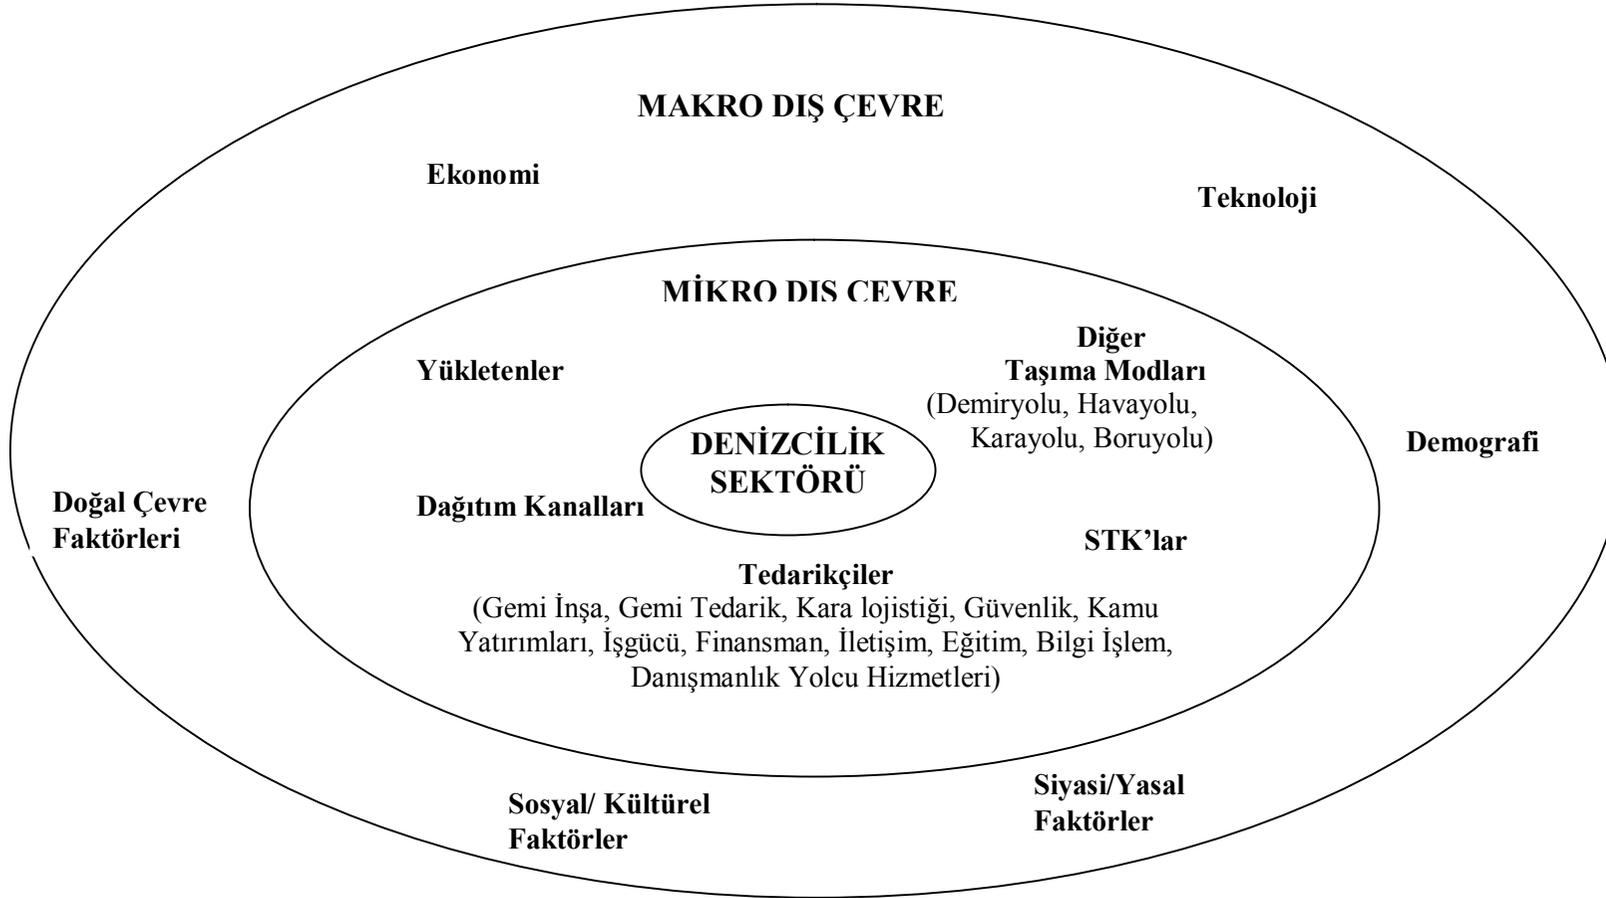 MAKRO DIŞ ÇEVRE
Ekonomi
Teknoloji
MİKRO DIS CEVRE
Diğer
Taşıma Modları
(Demiryolu, Havayolu,
Karayolu, Boruyolu)
Yükletenler
DENİZCİLİK
SEKTÖRÜ
Demografi
Doğal Çevre
Faktörleri
Dağıtım Kanalları
STK’lar
Tedarikçiler
(Gemi İnşa, Gemi Tedarik, Kara lojistiği, Güvenlik, Kamu
Yatırımları, İşgücü, Finansman, İletişim, Eğitim, Bilgi İşlem,
Danışmanlık Yolcu Hizmetleri)
Sosyal/ Kültürel
Faktörler
Siyasi/Yasal
Faktörler